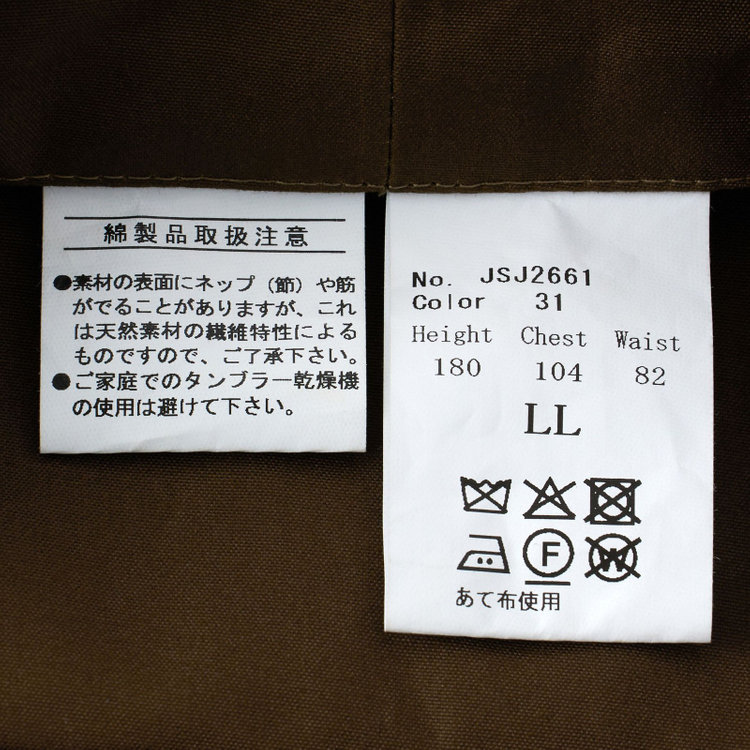 綿製品取扱注意
●素材の表面にネップ（節）や筋
がでることがありますが、これ
は天然素材の繊維特性による
ものですので、ご了承下さい。
●ご家庭でのタンブラー乾燥機
の使用は避けて下さい。
No. JSJ2661
Color 31
Height Chest Waist
180 104 82
LL
F W
あて布使用